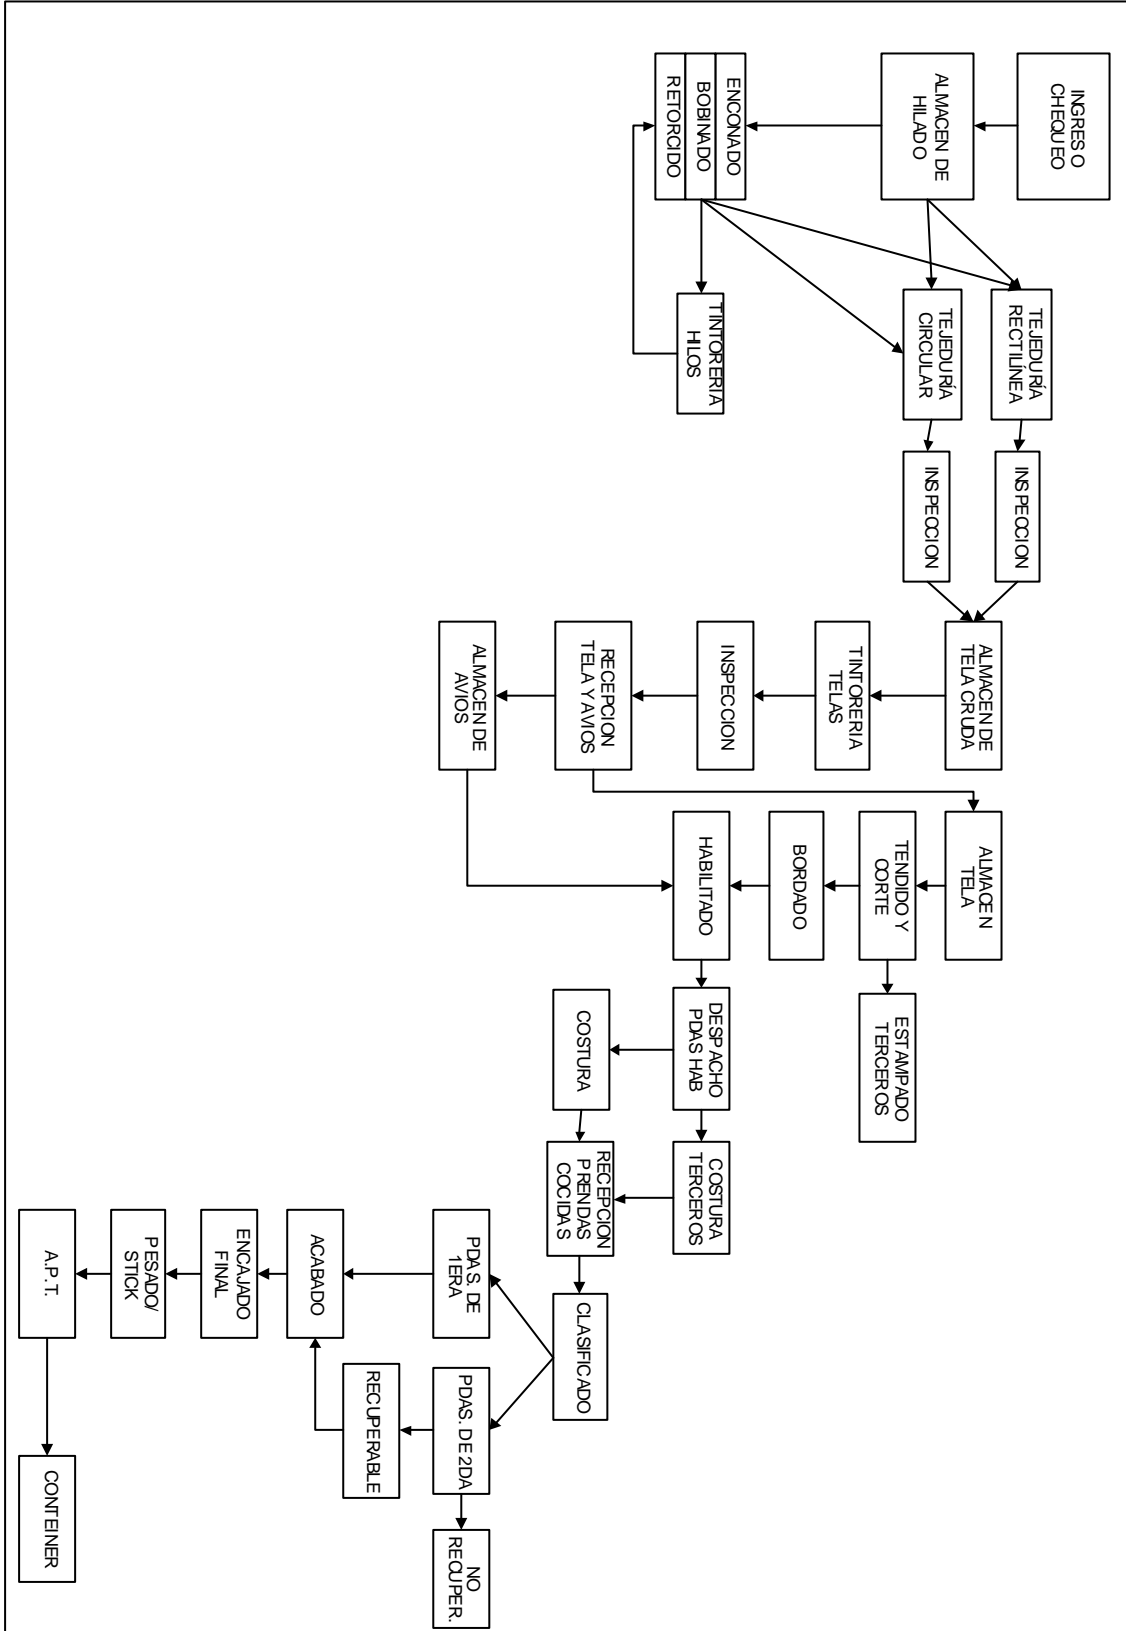 INGRESO
CHEQUEO
ALMACEN DE
HILADO
ENCONADO
BOBINADO
RETORCIDO
TEJEDURÍA
RECTILÍNEA
TEJEDURÍA
CIRCULAR
TINTORERIA
HILOS
INSPECCION
INSPECCION
ALMACEN DE
TELA CRUDA
TINTORERIA
TELAS
INSPECCION
RECEPCION
TELA Y AVIOS
ALMACEN DE
AVIOS
ALMACEN
TELA
TENDIDO Y
CORTE
BORDADO
HABILITADO
ESTAMPADO
TERCEROS
DESPACHO
PDAS HAB
COSTURA
COSTURA
TERCEROS
RECEPCION
PRENDAS
COCIDAS
CLASIFICADO
PDAS. DE
1ERA
ACABADO
ENCAJADO
FINAL
PESADO/
STICK
A.P.T.
PDAS. DE 2DA
RECUPERABLE
NO
RECUPER.
CONTEINER